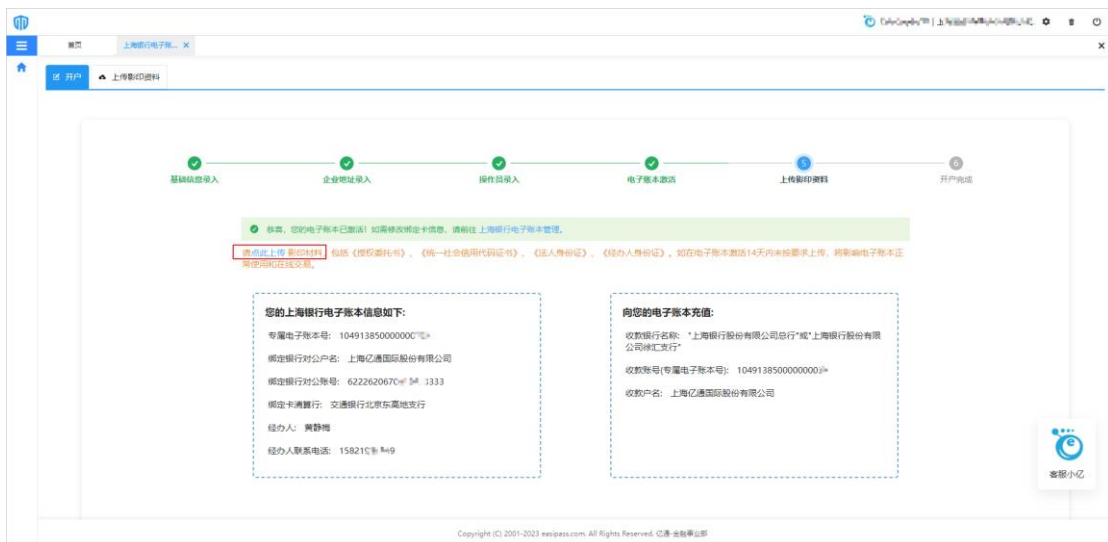 首页 上海银行电子账... ×
开户 上传影印资料
5 6
基础信息录入 企业地址录入 操作员录入 电子账本激活 上传影印资料 开户完成
恭喜，您的电子账本已激活！如需修改绑定卡信息，请前往 上海银行电子账本管理。
请点此上传 影印材料，包括《授权委托书》、《统一社会信用代码证书》、《法人身份证》、《经办人身份证》。如在电子账本激活14天内未按要求上传，将影响电子账本正
常使用和在线交易。
您的上海银行电子账本信息如下:
专属电子账本号: 104913850000000
绑定银行对公户名: 上海亿通国际股份有限公司
绑定银行对公账号: 622262067 3333
绑定卡清算行: 交通银行北京东高地支行
经办人: 黄静梅
经办人联系电话: 15821 9
向您的电子账本充值:
收款银行名称: "上海银行股份有限公司总行"或"上海银行股份有限
公司徐汇支行"
收款账号(专属电子账本号): 1049138500000000
收款户名: 上海亿通国际股份有限公司
客服小亿
Copyright (C) 2001-2023 easipass.com. All Rights Reserved. 亿通-金融事业部